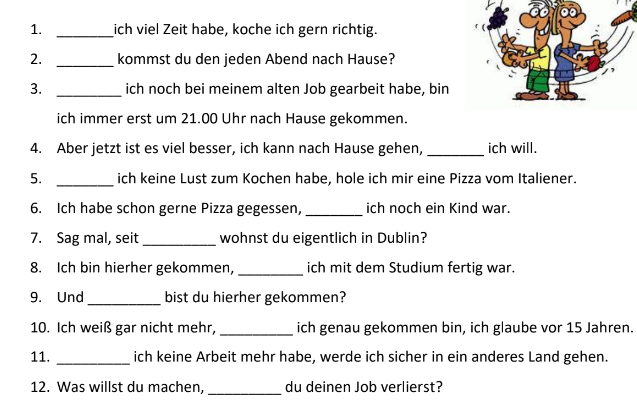 1. _______ich viel Zeit habe, koche ich gern richtig.
2. _______ kommst du den jeden Abend nach Hause?
3. ________ ich noch bei meinem alten Job gearbeit habe, bin
ich immer erst um 21.00 Uhr nach Hause gekommen.
4. Aber jetzt ist es viel besser, ich kann nach Hause gehen, _______ ich will.
5. _______ ich keine Lust zum Kochen habe, hole ich mir eine Pizza vom Italiener.
6. Ich habe schon gerne Pizza gegessen, _______ ich noch ein Kind war.
7. Sag mal, seit _________ wohnst du eigentlich in Dublin?
8. Ich bin hierher gekommen, ________ ich mit dem Studium fertig war.
9. Und _________ bist du hierher gekommen?
10. Ich weiß gar nicht mehr, _________ ich genau gekommen bin, ich glaube vor 15 Jahren.
11. _________ ich keine Arbeit mehr habe, werde ich sicher in ein anderes Land gehen.
12. Was willst du machen, _________ du deinen Job verlierst?